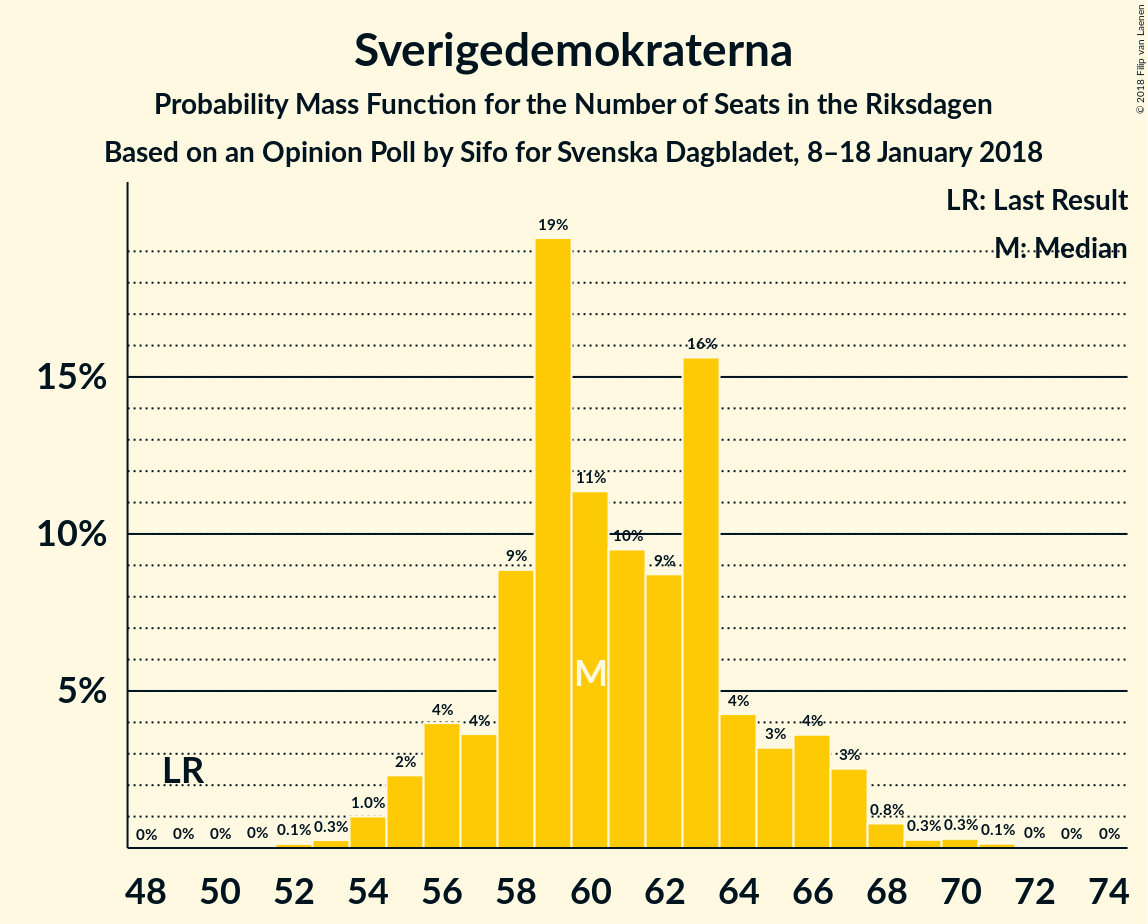 Sverigedemokraterna
Probability Mass Function for the Number of Seats in the Riksdagen
Based on an Opinion Poll by Sifo for Svenska Dagbladet, 8–18 January 2018
© 2018 Filip van Laenen
LR: Last Result
M: Median
15%
10%
5%
0% 0% 0% 0% 0.1% 0.3% 1.0% 2% 4% 4% 9% 19% 11% 10% 9% 16% 4% 3% 4% 3% 0.8% 0.3% 0.3% 0.1% 0% 0% 0%
M
LR
48 50 52 54 56 58 60 62 64 66 68 70 72 74